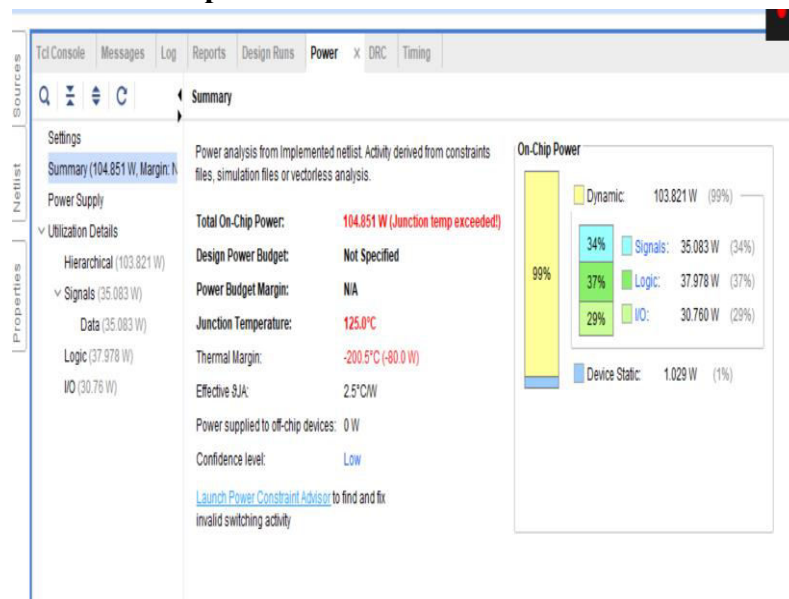 Tcl Console Messages Log Reports Design Runs Power × DRC Timing
Sources
Netlist
Properties
Settings
Summary (104.851 W, Margin: N
Power Supply
Utilization Details
Hierarchical (103.821 W)
Signals (35.083 W)
Data (35.083 W)
Logic (37.978 W)
I/O (30.76 W)
Summary
Power analysis from Implemented netlist. Activity derived from constraints
files, simulation files or vectorless analysis.
Total On-Chip Power: 104.851 W (Junction temp exceeded!)
Design Power Budget: Not Specified
Power Budget Margin: N/A
Junction Temperature: 125.0°C
Thermal Margin: -200.5°C (-80.0 W)
Effective ϑJA: 2.5°C/W
Power supplied to off-chip devices: 0 W
Confidence level: Low
Launch Power Constraint Advisor to find and fix
invalid switching activity
On-Chip Power
99%
Dynamic: 103.821 W (99%)
34% Signals: 35.083 W (34%)
37% Logic: 37.978 W (37%)
29% I/O: 30.760 W (29%)
Device Static: 1.029 W (1%)